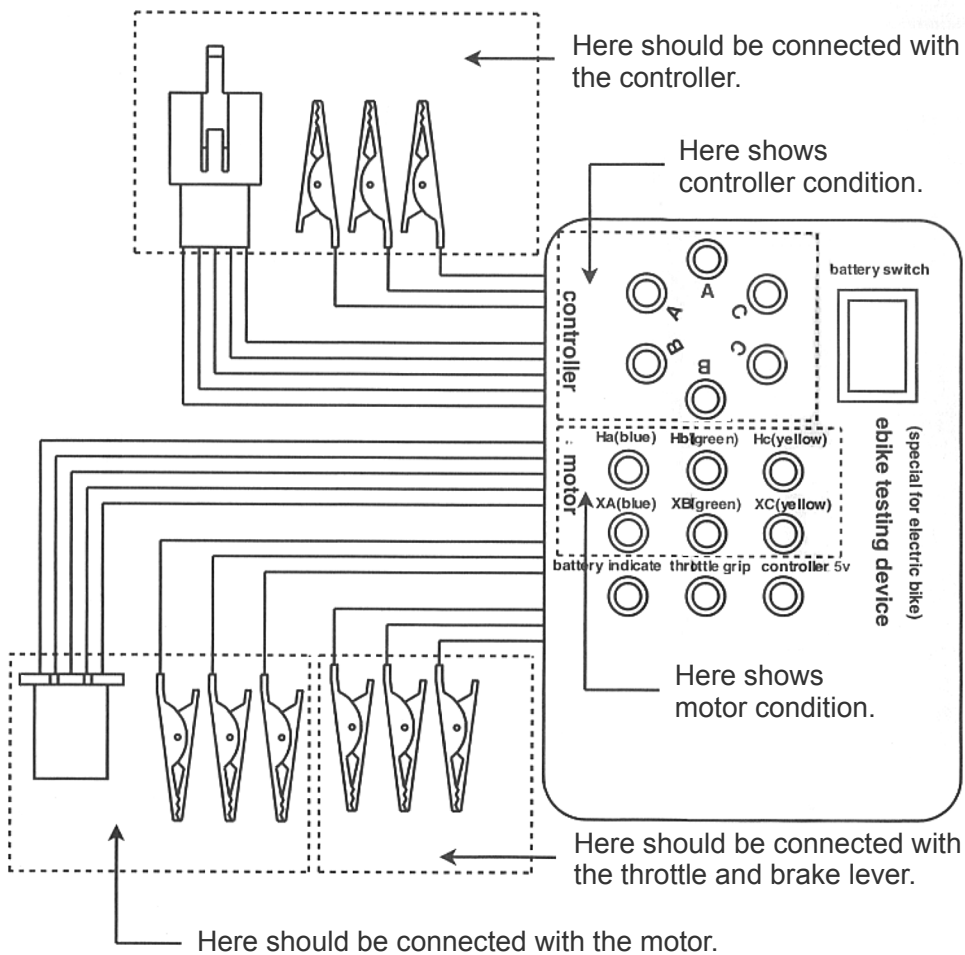 Here should be connected with
the controller.
Here shows
controller condition.
battery switch
A
A
C
B
C
B
controller
Ha(blue)
Hb(green)
Hc(yellow)
motor
XA(blue)
XB(green)
XC(yellow)
battery indicate
throttle grip
controller 5v
ebike testing device
(special for electric bike)
Here shows
motor condition.
Here should be connected with
the throttle and brake lever.
Here should be connected with the motor.